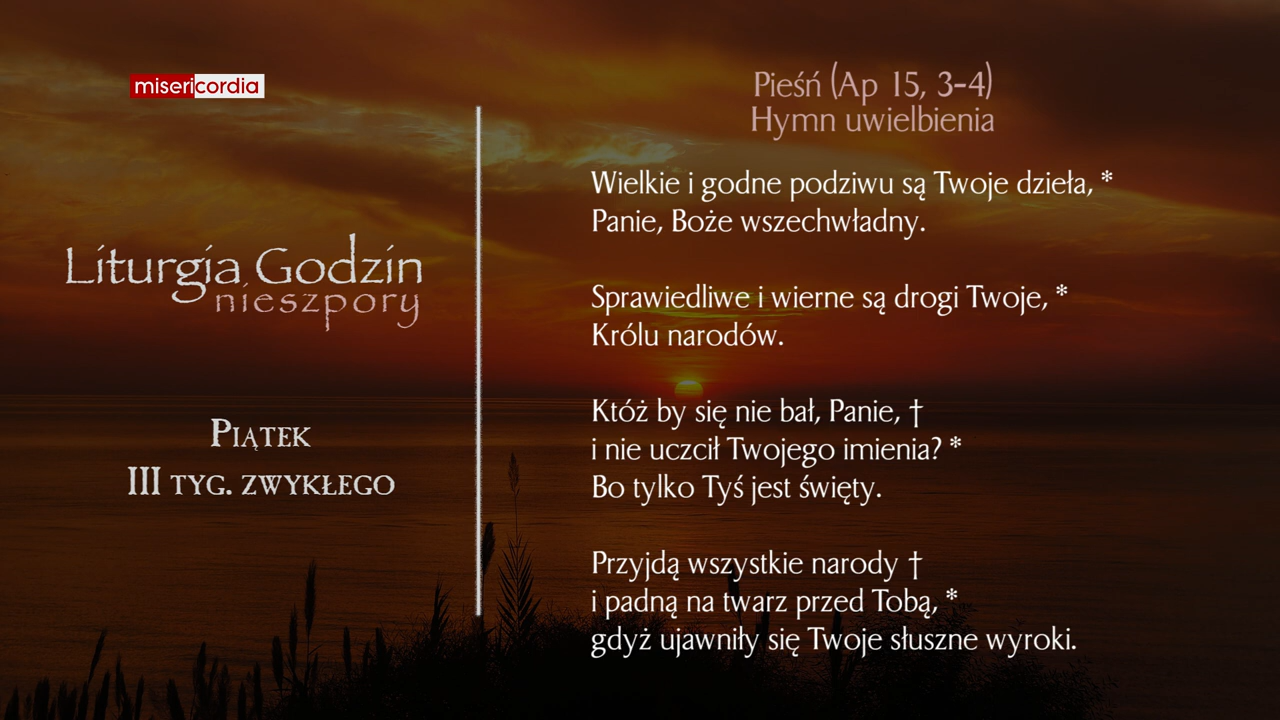 misericordia
Liturgia Godzin
nieszpory
Piątek
III tyg. zwykłego
Pieśń (Ap 15, 3-4)
Hymn uwielbienia
Wielkie i godne podziwu są Twoje dzieła, *
Panie, Boże wszechwładny.
Sprawiedliwe i wierne są drogi Twoje, *
Królu narodów.
Któż by się nie bał, Panie, †
i nie uczcił Twojego imienia? *
Bo tylko Tyś jest święty.
Przyjdą wszystkie narody †
i padną na twarz przed Tobą, *
gdyż ujawniły się Twoje słuszne wyroki.